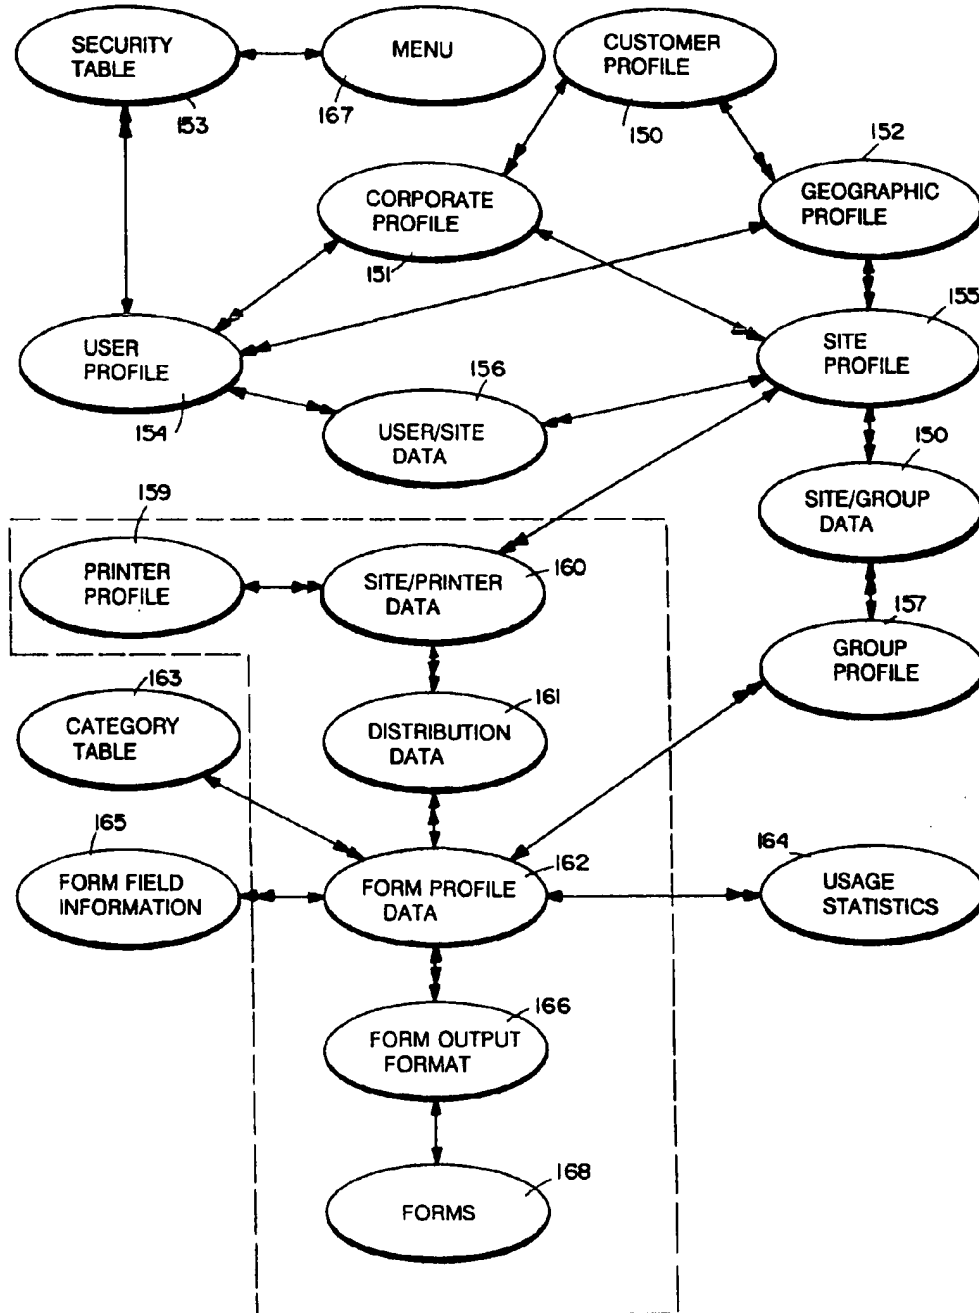 SECURITY
TABLE
153
MENU
167
CUSTOMER
PROFILE
150
152
GEOGRAPHIC
PROFILE
CORPORATE
PROFILE
151
155
SITE
PROFILE
USER
PROFILE
154
156
USER/SITE
DATA
150
SITE/GROUP
DATA
159
PRINTER
PROFILE
SITE/PRINTER
DATA
160
157
GROUP
PROFILE
163
CATEGORY
TABLE
161
DISTRIBUTION
DATA
165
FORM FIELD
INFORMATION
162
FORM PROFILE
DATA
164
USAGE
STATISTICS
166
FORM OUTPUT
FORMAT
168
FORMS